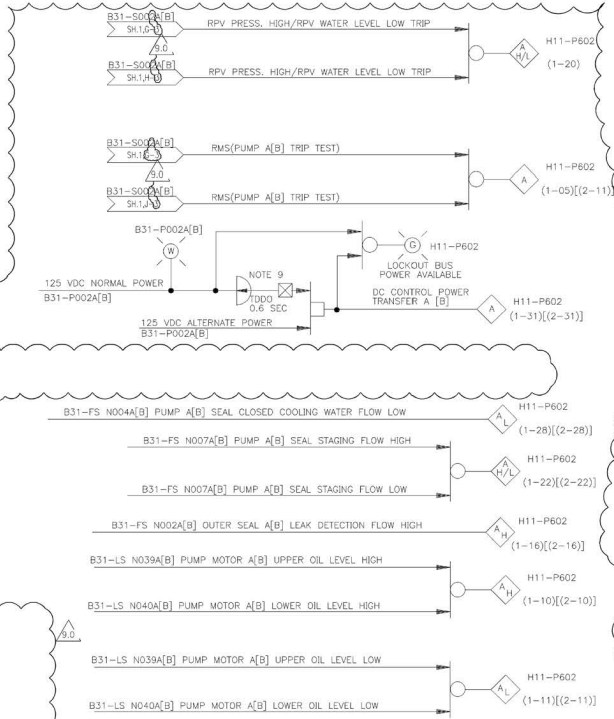 B31-S002A[B]
SH.1,G-
RPV PRESS. HIGH/RPV WATER LEVEL LOW TRIP
9.0
B31-S002A[B]
SH.1,H-
RPV PRESS. HIGH/RPV WATER LEVEL LOW TRIP
A
H/L
H11-P602
(1-20)
B31-S002A[B]
SH.1,
RMS(PUMP A[B] TRIP TEST)
9.0
B31-S002A[B]
SH.1,J-
RMS(PUMP A[B] TRIP TEST)
A
H11-P602
(1-05)[(2-11)]
B31-P002A[B]
W
G
H11-P602
LOCKOUT BUS
POWER AVAILABLE
NOTE 9
125 VDC NORMAL POWER
B31-P002A[B]
TDDO
0.6 SEC
DC CONTROL POWER
TRANSFER A [B]
125 VDC ALTERNATE POWER
B31-P002A[B]
A
H11-P602
(1-31)[(2-31)]
B31-FS N004A[B] PUMP A[B] SEAL CLOSED COOLING WATER FLOW LOW
A L
H11-P602
(1-28)[(2-28)]
B31-FS N007A[B] PUMP A[B] SEAL STAGING FLOW HIGH
B31-FS N007A[B] PUMP A[B] SEAL STAGING FLOW LOW
A
H/L
H11-P602
(1-22)[(2-22)]
B31-FS N002A[B] OUTER SEAL A[B] LEAK DETECTION FLOW HIGH
A H
H11-P602
(1-16)[(2-16)]
B31-LS N039A[B] PUMP MOTOR A[B] UPPER OIL LEVEL HIGH
B31-LS N040A[B] PUMP MOTOR A[B] LOWER OIL LEVEL HIGH
A H
H11-P602
(1-10)[(2-10)]
9.0
B31-LS N039A[B] PUMP MOTOR A[B] UPPER OIL LEVEL LOW
B31-LS N040A[B] PUMP MOTOR A[B] LOWER OIL LEVEL LOW
A L
H11-P602
(1-11)[(2-11)]